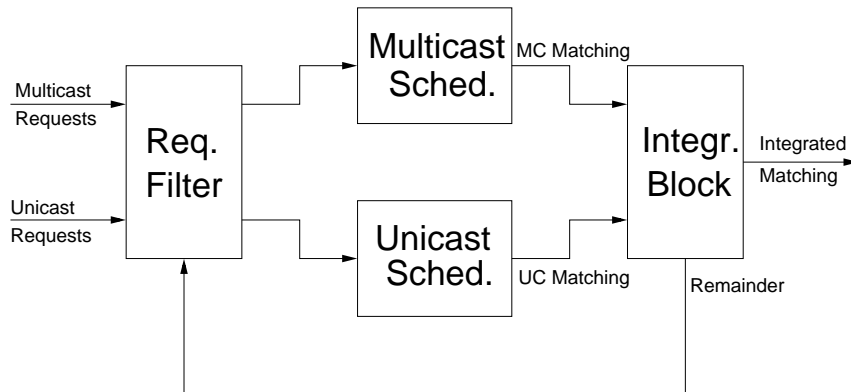 Multicast
Requests
Unicast
Requests
Req.
Filter
Multicast
Sched.
MC Matching
Unicast
Sched.
UC Matching
Integr.
Block
Integrated
Matching
Remainder